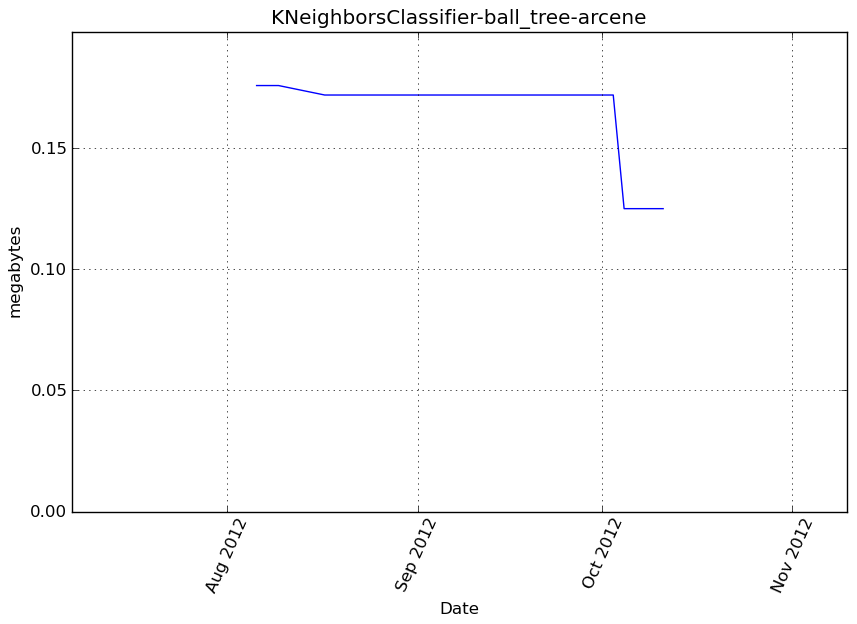 KNeighborsClassifier-ball_tree-arcene
megabytes
0.15
0.10
0.05
0.00
Aug 2012
Sep 2012
Oct 2012
Nov 2012
Date